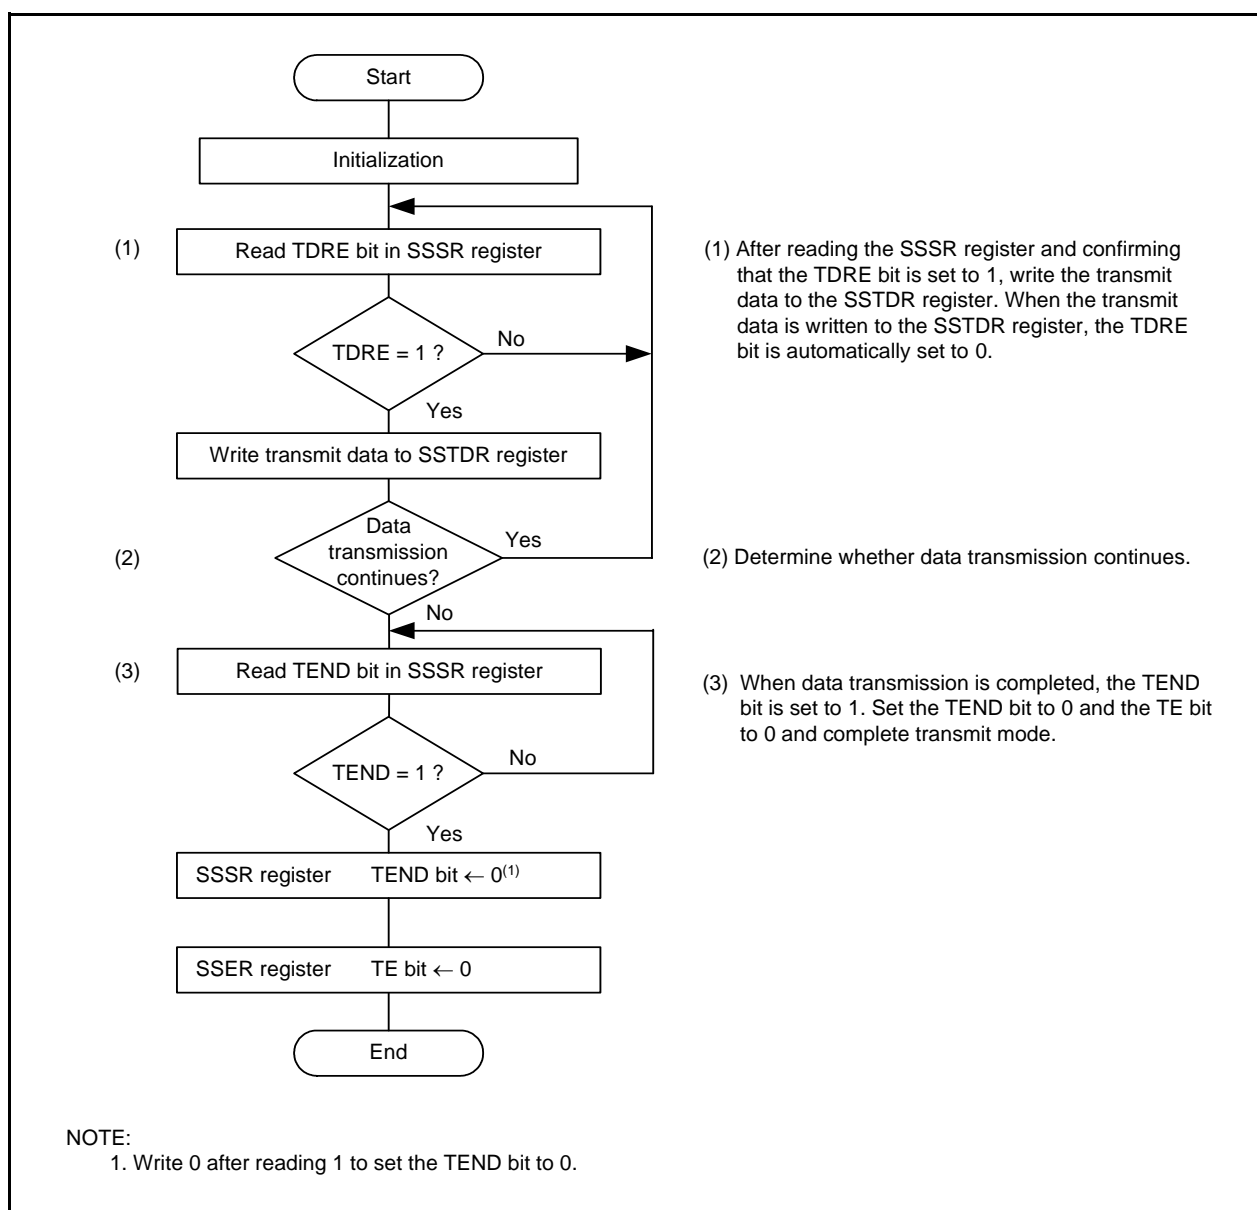 Start
Initialization
(1)
Read TDRE bit in SSSR register
(1) After reading the SSSR register and confirming
that the TDRE bit is set to 1, write the transmit
data to the SSTDR register. When the transmit
data is written to the SSTDR register, the TDRE
bit is automatically set to 0.
TDRE = 1 ?
No
Yes
Write transmit data to SSTDR register
(2)
Data
transmission
continues?
Yes
(2) Determine whether data transmission continues.
No
(3)
Read TEND bit in SSSR register
(3) When data transmission is completed, the TEND
bit is set to 1. Set the TEND bit to 0 and the TE bit
to 0 and complete transmit mode.
TEND = 1 ?
No
Yes
SSSR register TEND bit ← 0(1)
SSER register TE bit ← 0
End
NOTE:
1. Write 0 after reading 1 to set the TEND bit to 0.